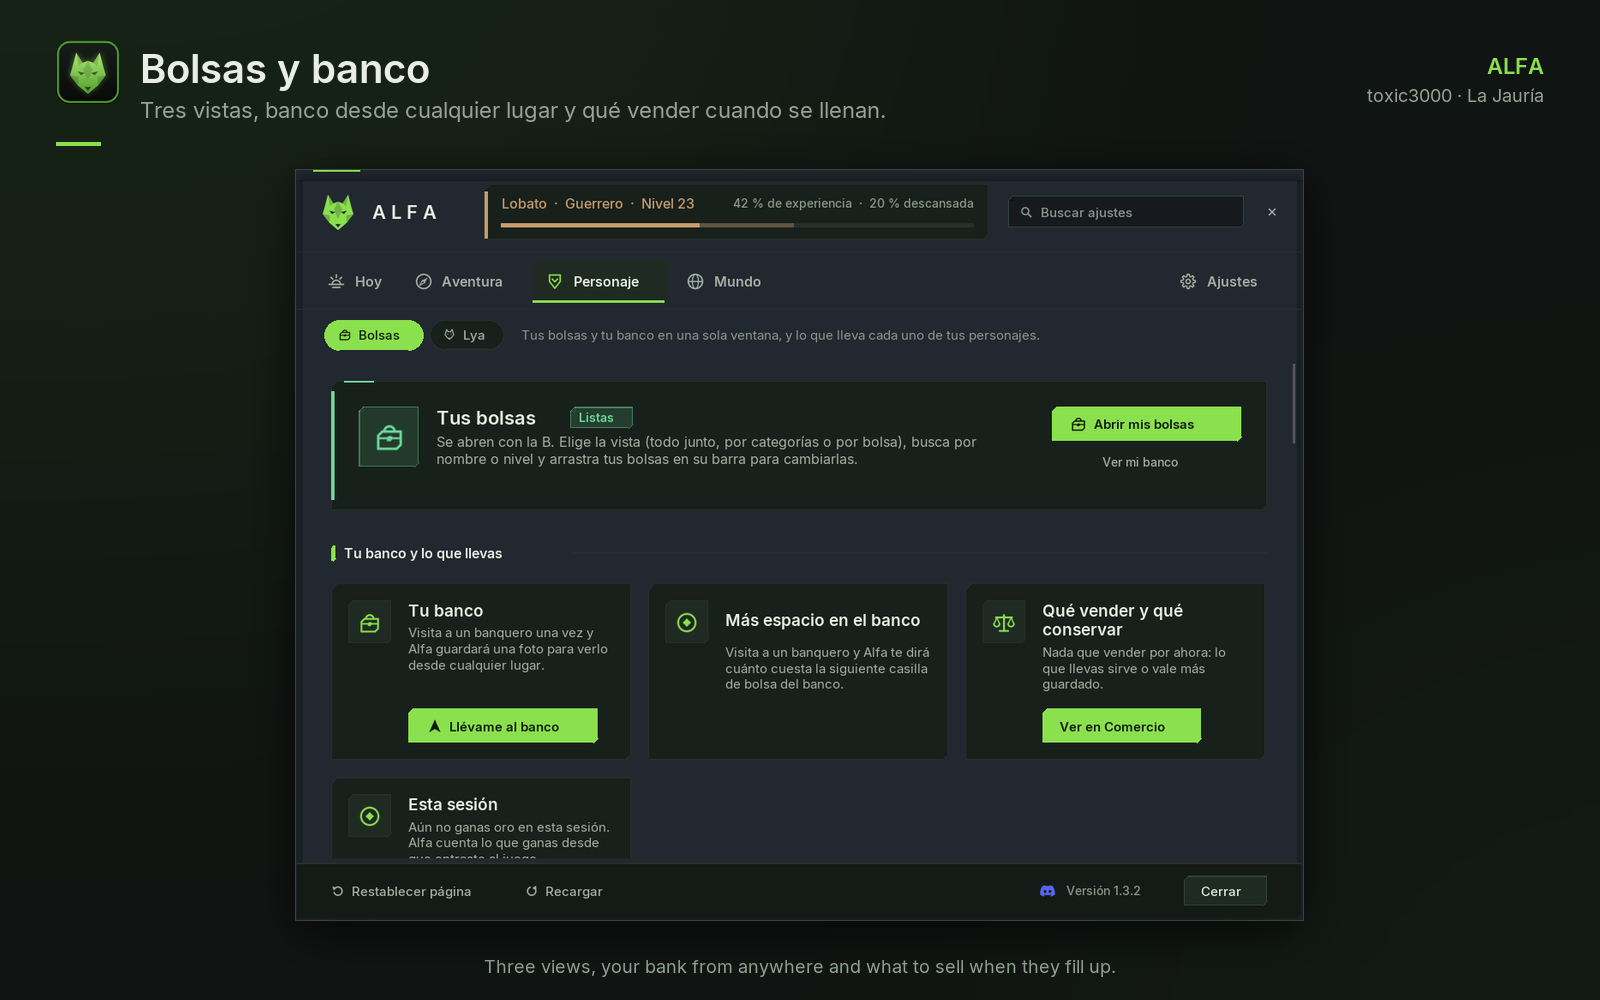 Bolsas y banco
Tres vistas, banco desde cualquier lugar y qué vender cuando se llenan.
ALFA
toxic3000 · La Jauría
ALFA
Lobato · Guerrero · Nivel 23
42 % de experiencia · 20 % descansada
Buscar ajustes
×
Hoy
Aventura
Personaje
Mundo
Ajustes
Bolsas
Lya
Tus bolsas y tu banco en una sola ventana, y lo que lleva cada uno de tus personajes.
Tus bolsas
Listas
Se abren con la B. Elige la vista (todo junto, por categorías o por bolsa), busca por
nombre o nivel y arrastra tus bolsas en su barra para cambiarlas.
Abrir mis bolsas
Ver mi banco
Tu banco y lo que llevas
Tu banco
Visita a un banquero una vez y
Alfa guardará una foto para verlo
desde cualquier lugar.
Llévame al banco
Más espacio en el banco
Visita a un banquero y Alfa te dirá
cuánto cuesta la siguiente casilla
de bolsa del banco.
Qué vender y qué
conservar
Nada que vender por ahora: lo
que llevas sirve o vale más
guardado.
Ver en Comercio
Esta sesión
Aún no ganas oro en esta sesión.
Alfa cuenta lo que ganas desde
que entraste al juego.
Restablecer página
Recargar
Versión 1.3.2
Cerrar
Three views, your bank from anywhere and what to sell when they fill up.